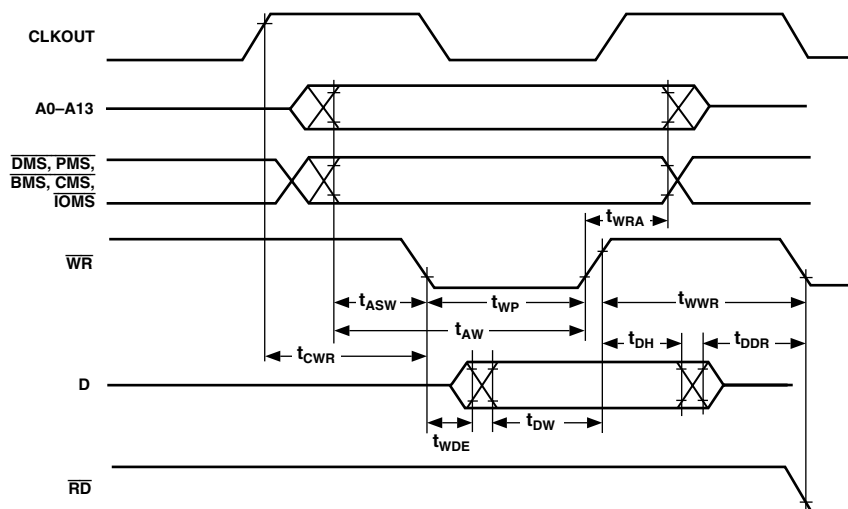 CLKOUT
A0–A13
DMS, PMS,
BMS, CMS,
IOMS
tWRA
WR
tASW
tWP
tWWR
tAW
tCWR
tDH
tDDR
D
tWDE
tDW
RD